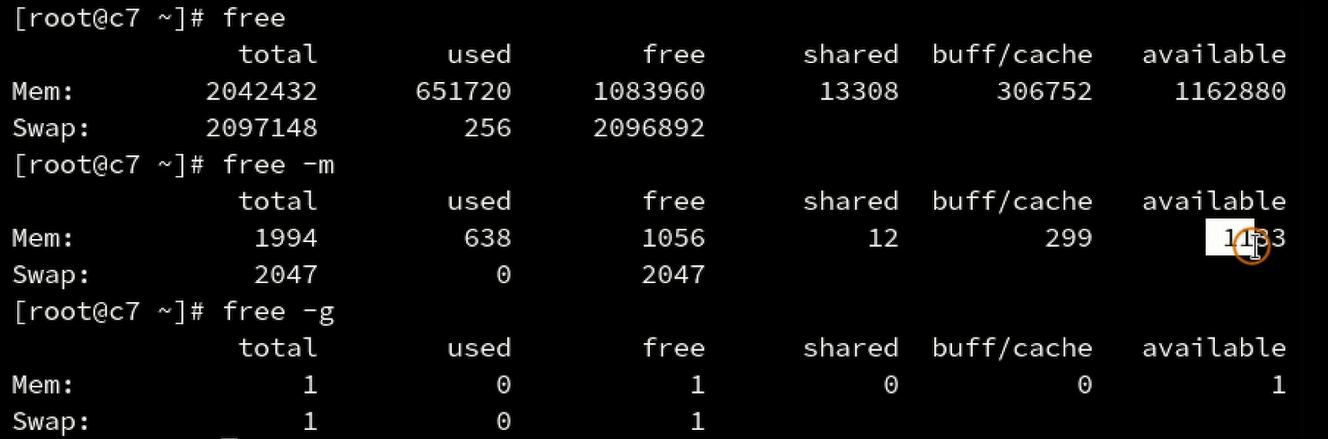 [root@c7 ~]# free
total used free shared buff/cache available
Mem: 2042432 651720 1083960 13308 306752 1162880
Swap: 2097148 256 2096892
[root@c7 ~]# free -m
total used free shared buff/cache available
Mem: 1994 638 1056 12 299
Swap: 2047 0 2047
[root@c7 ~]# free -g
total used free shared buff/cache available
Mem: 1 0 1 0 0 1
Swap: 1 0 1